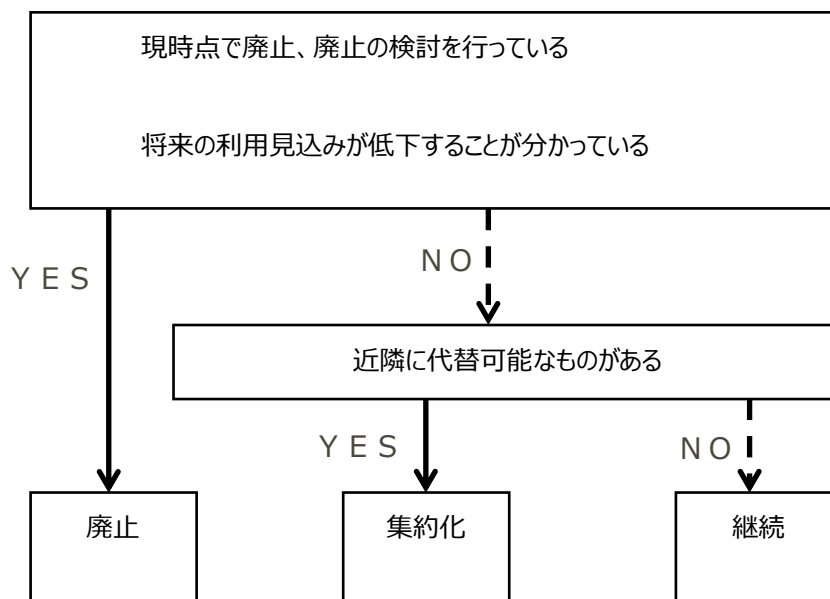 現時点で廃止、廃止の検討を行っている
将来の利用見込みが低下することが分かっている
YES
NO
近隣に代替可能なものがある
YES
NO
廃止
集約化
継続